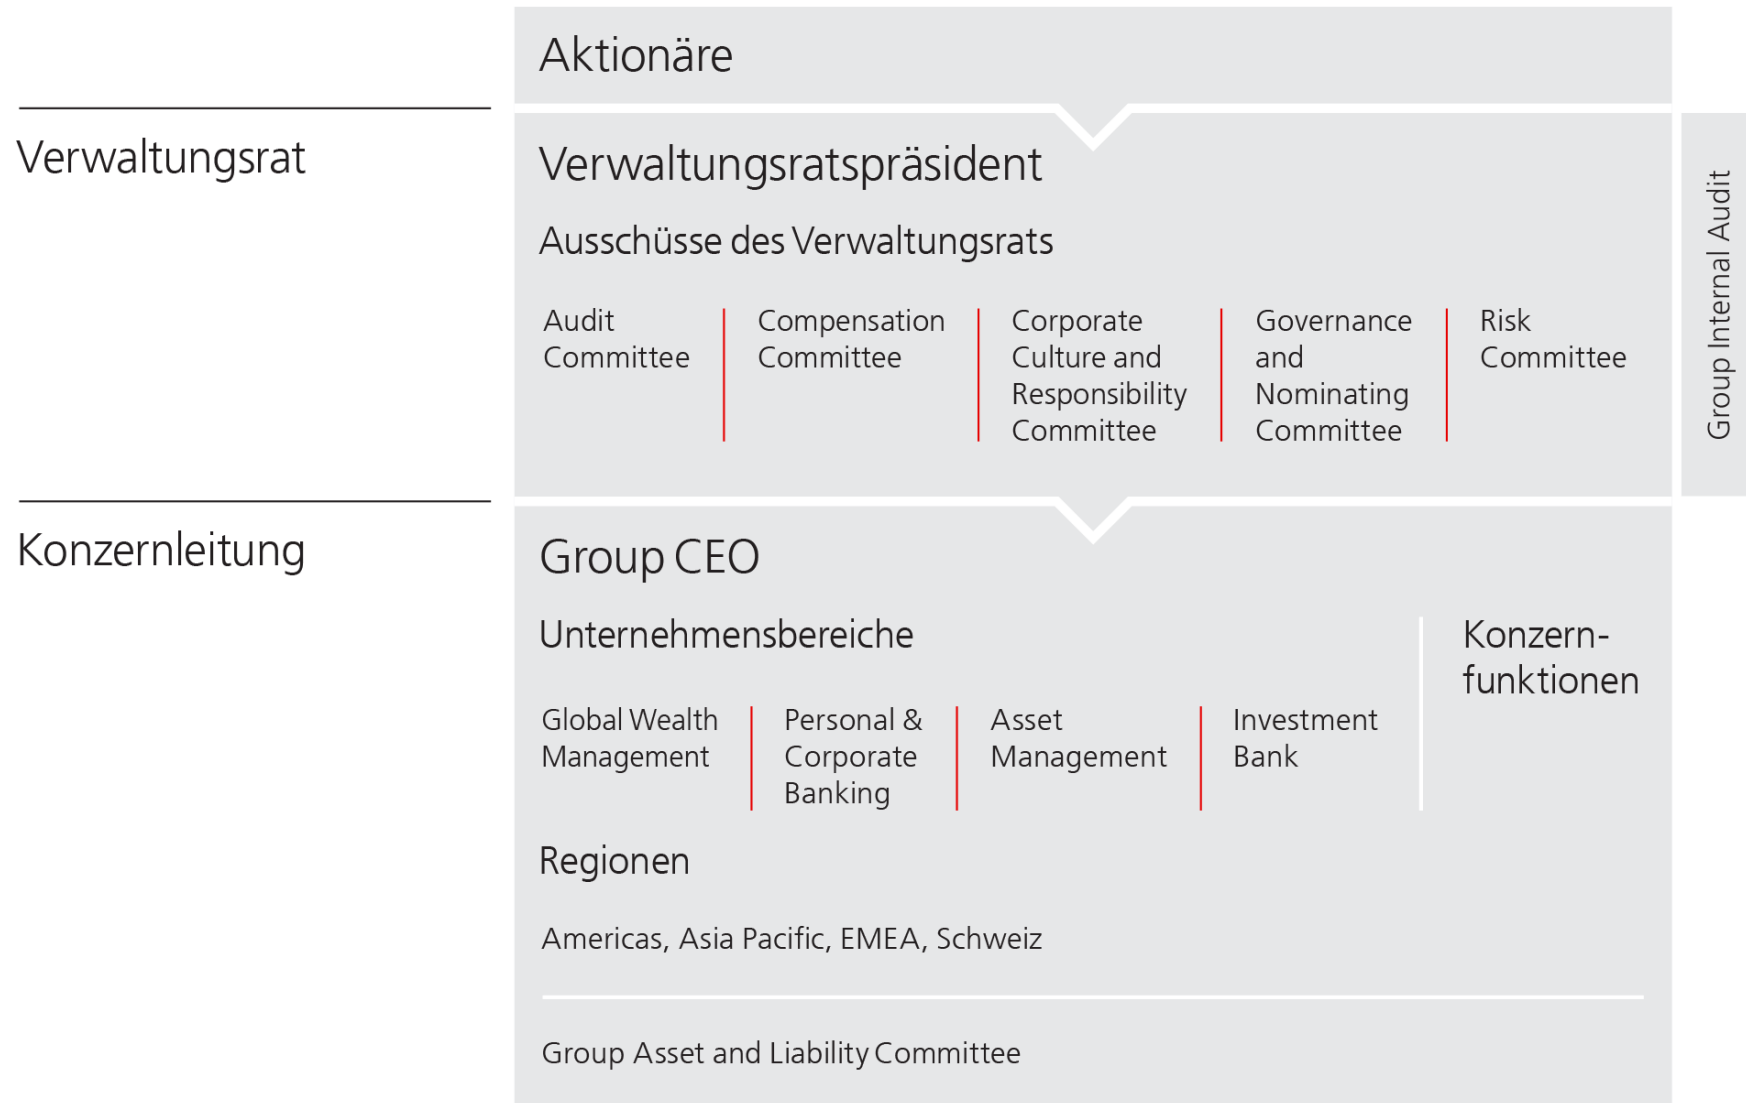 Aktionäre
Verwaltungsrat
Verwaltungsratspräsident
Ausschüsse des Verwaltungsrats
Audit
Committee
Compensation
Committee
Corporate
Culture and
Responsibility
Committee
Governance
and
Nominating
Committee
Risk
Committee
Group Internal Audit
Konzernleitung
Group CEO
Unternehmensbereiche
Global Wealth
Management
Personal &
Corporate
Banking
Asset
Management
Investment
Bank
Konzern-
funktionen
Regionen
Americas, Asia Pacific, EMEA, Schweiz
Group Asset and Liability Committee